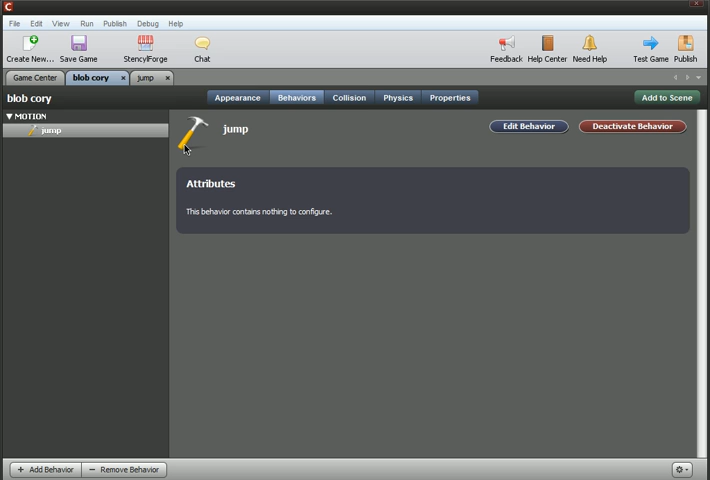 C
File Edit View Run Publish Debug Help
Create New... Save Game StencylForge Chat Feedback Help Center Need Help Test Game Publish
Game Center blob cory × jump ×
blob cory Appearance Behaviors Collision Physics Properties Add to Scene
▼ MOTION
jump
jump Edit Behavior Deactivate Behavior
Attributes
This behavior contains nothing to configure.
+ Add Behavior − Remove Behavior